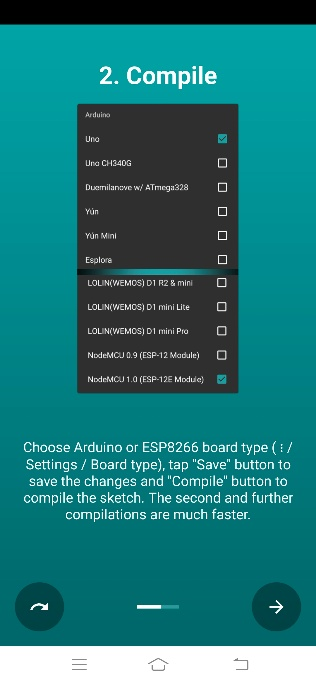 2. Compile
Arduino
Uno
Uno CH340G
Duemilanove w/ ATmega328
Yún
Yún Mini
Esplora
LOLIN(WEMOS) D1 R2 & mini
LOLIN(WEMOS) D1 mini Lite
LOLIN(WEMOS) D1 mini Pro
NodeMCU 0.9 (ESP-12 Module)
NodeMCU 1.0 (ESP-12E Module)
Choose Arduino or ESP8266 board type ( ⋮ /
Settings / Board type), tap "Save" button to
save the changes and "Compile" button to
compile the sketch. The second and further
compilations are much faster.